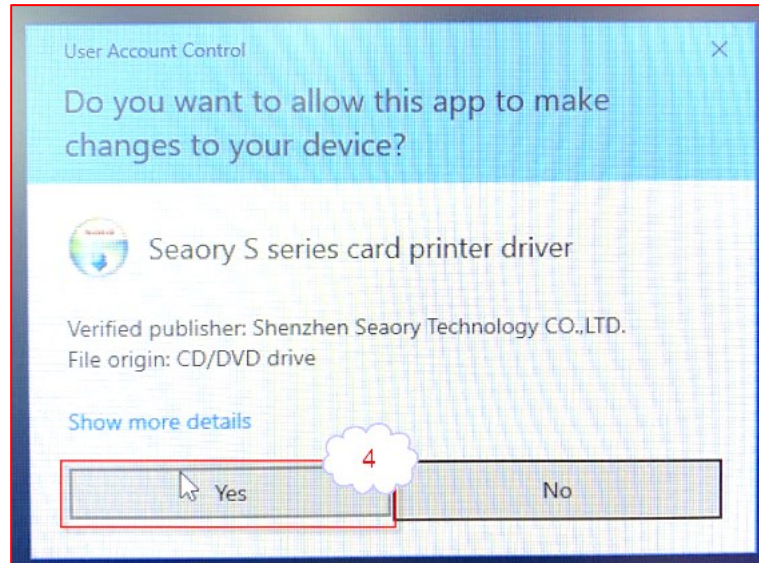 User Account Control
Do you want to allow this app to make
changes to your device?
Seaory S series card printer driver
Verified publisher: Shenzhen Seaory Technology CO.,LTD.
File origin: CD/DVD drive
Show more details
4
Yes
No